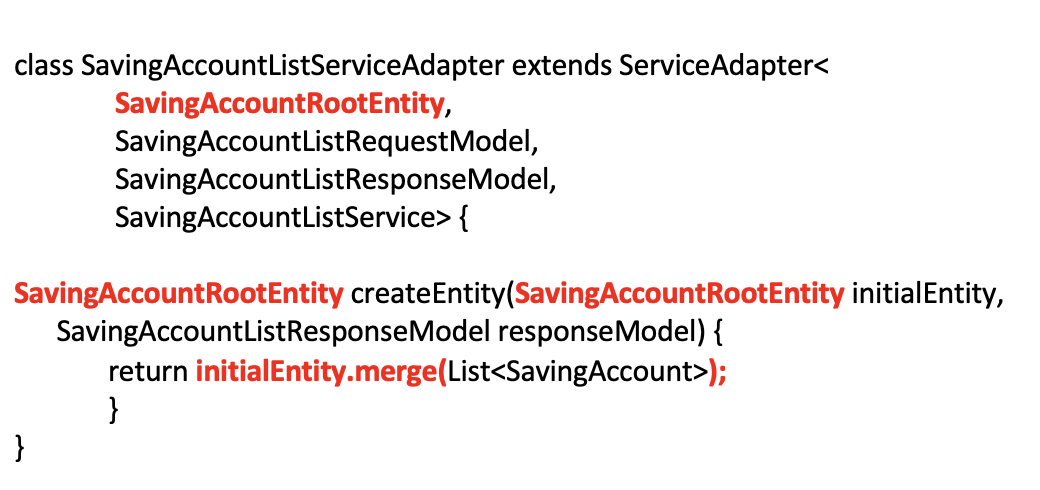 class SavingAccountListServiceAdapter extends ServiceAdapter<
SavingAccountRootEntity,
SavingAccountListRequestModel,
SavingAccountListResponseModel,
SavingAccountListService> {
SavingAccountRootEntity createEntity(SavingAccountRootEntity initialEntity,
SavingAccountListResponseModel responseModel) {
return initialEntity.merge(List<SavingAccount>);
}
}